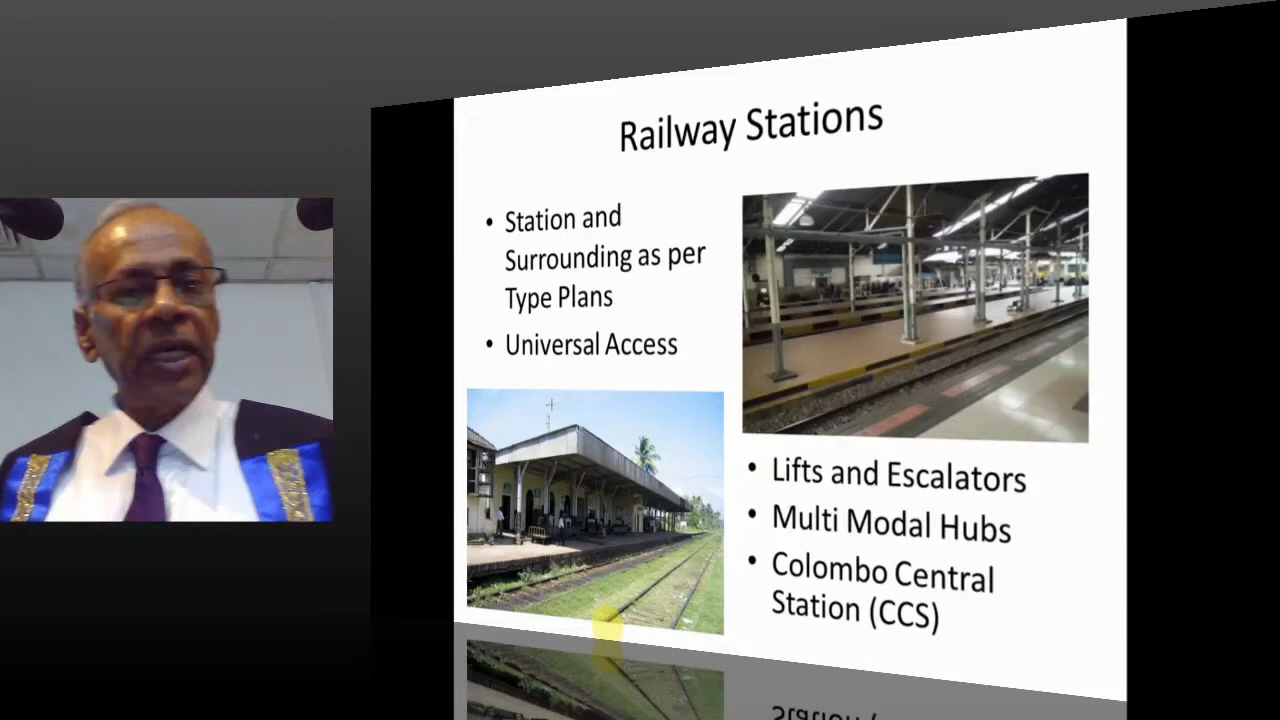 Railway Stations
• Station and
Surrounding as per
Type Plans
• Universal Access
• Lifts and Escalators
• Multi Modal Hubs
• Colombo Central
Station (CCS)